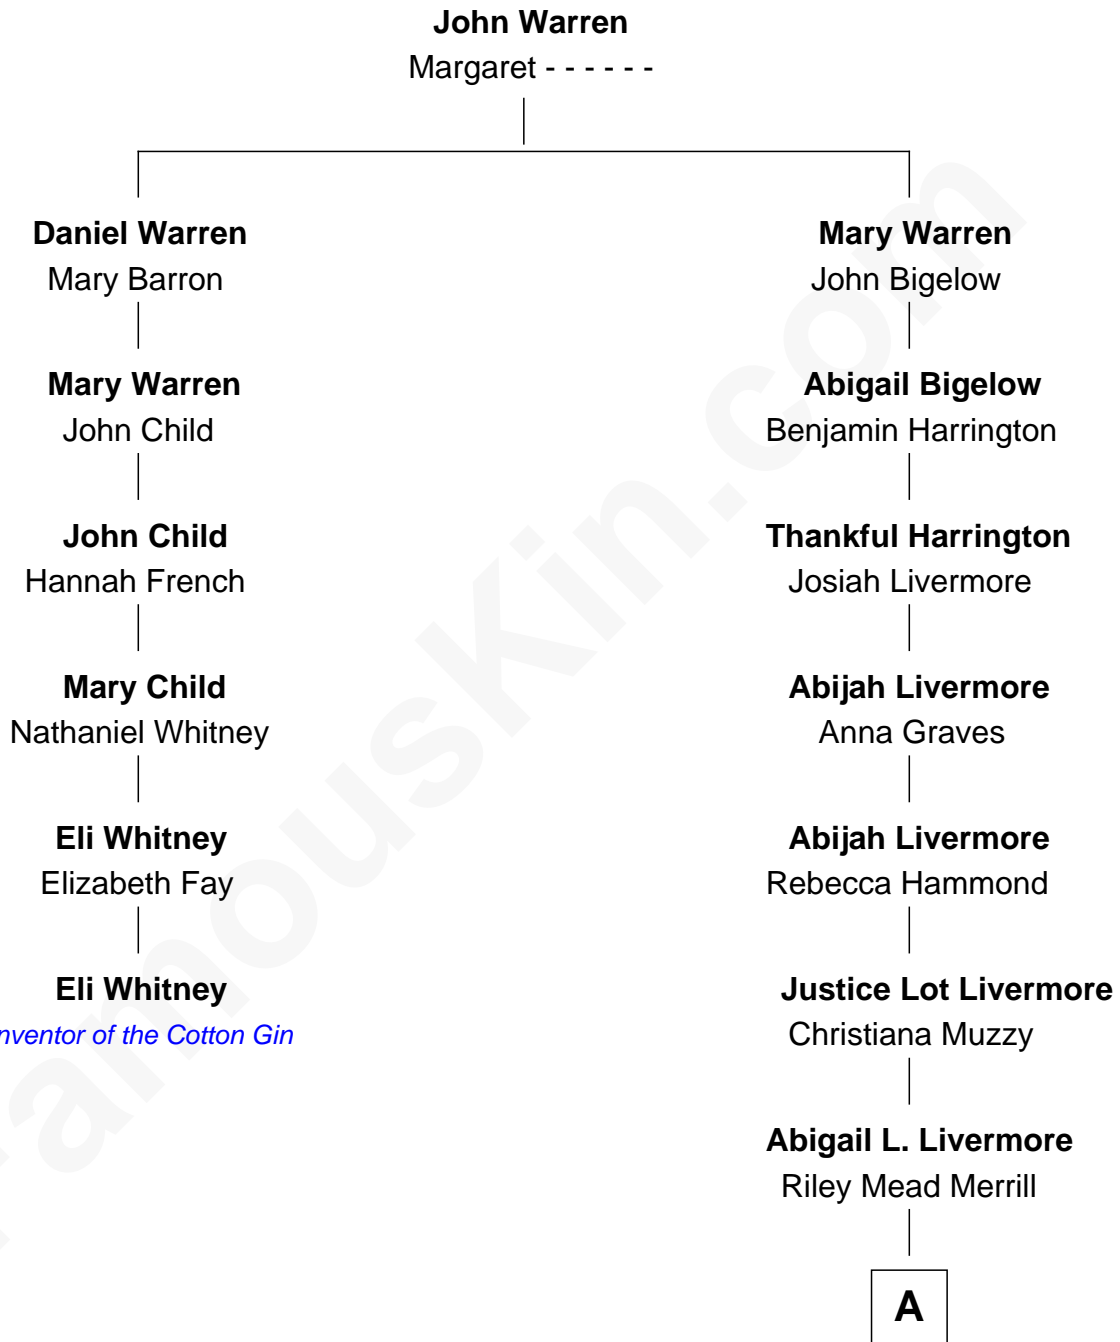 John Warren
Margaret - - - - - -
Daniel Warren
Mary Barron
Mary Warren
John Bigelow
Mary Warren
John Child
Abigail Bigelow
Benjamin Harrington
John Child
Hannah French
Thankful Harrington
Josiah Livermore
Mary Child
Nathaniel Whitney
Abijah Livermore
Anna Graves
Eli Whitney
Elizabeth Fay
Abijah Livermore
Rebecca Hammond
Eli Whitney
nventor of the Cotton Gin
Justice Lot Livermore
Christiana Muzzy
Abigail L. Livermore
Riley Mead Merrill
A
FamousKin.com